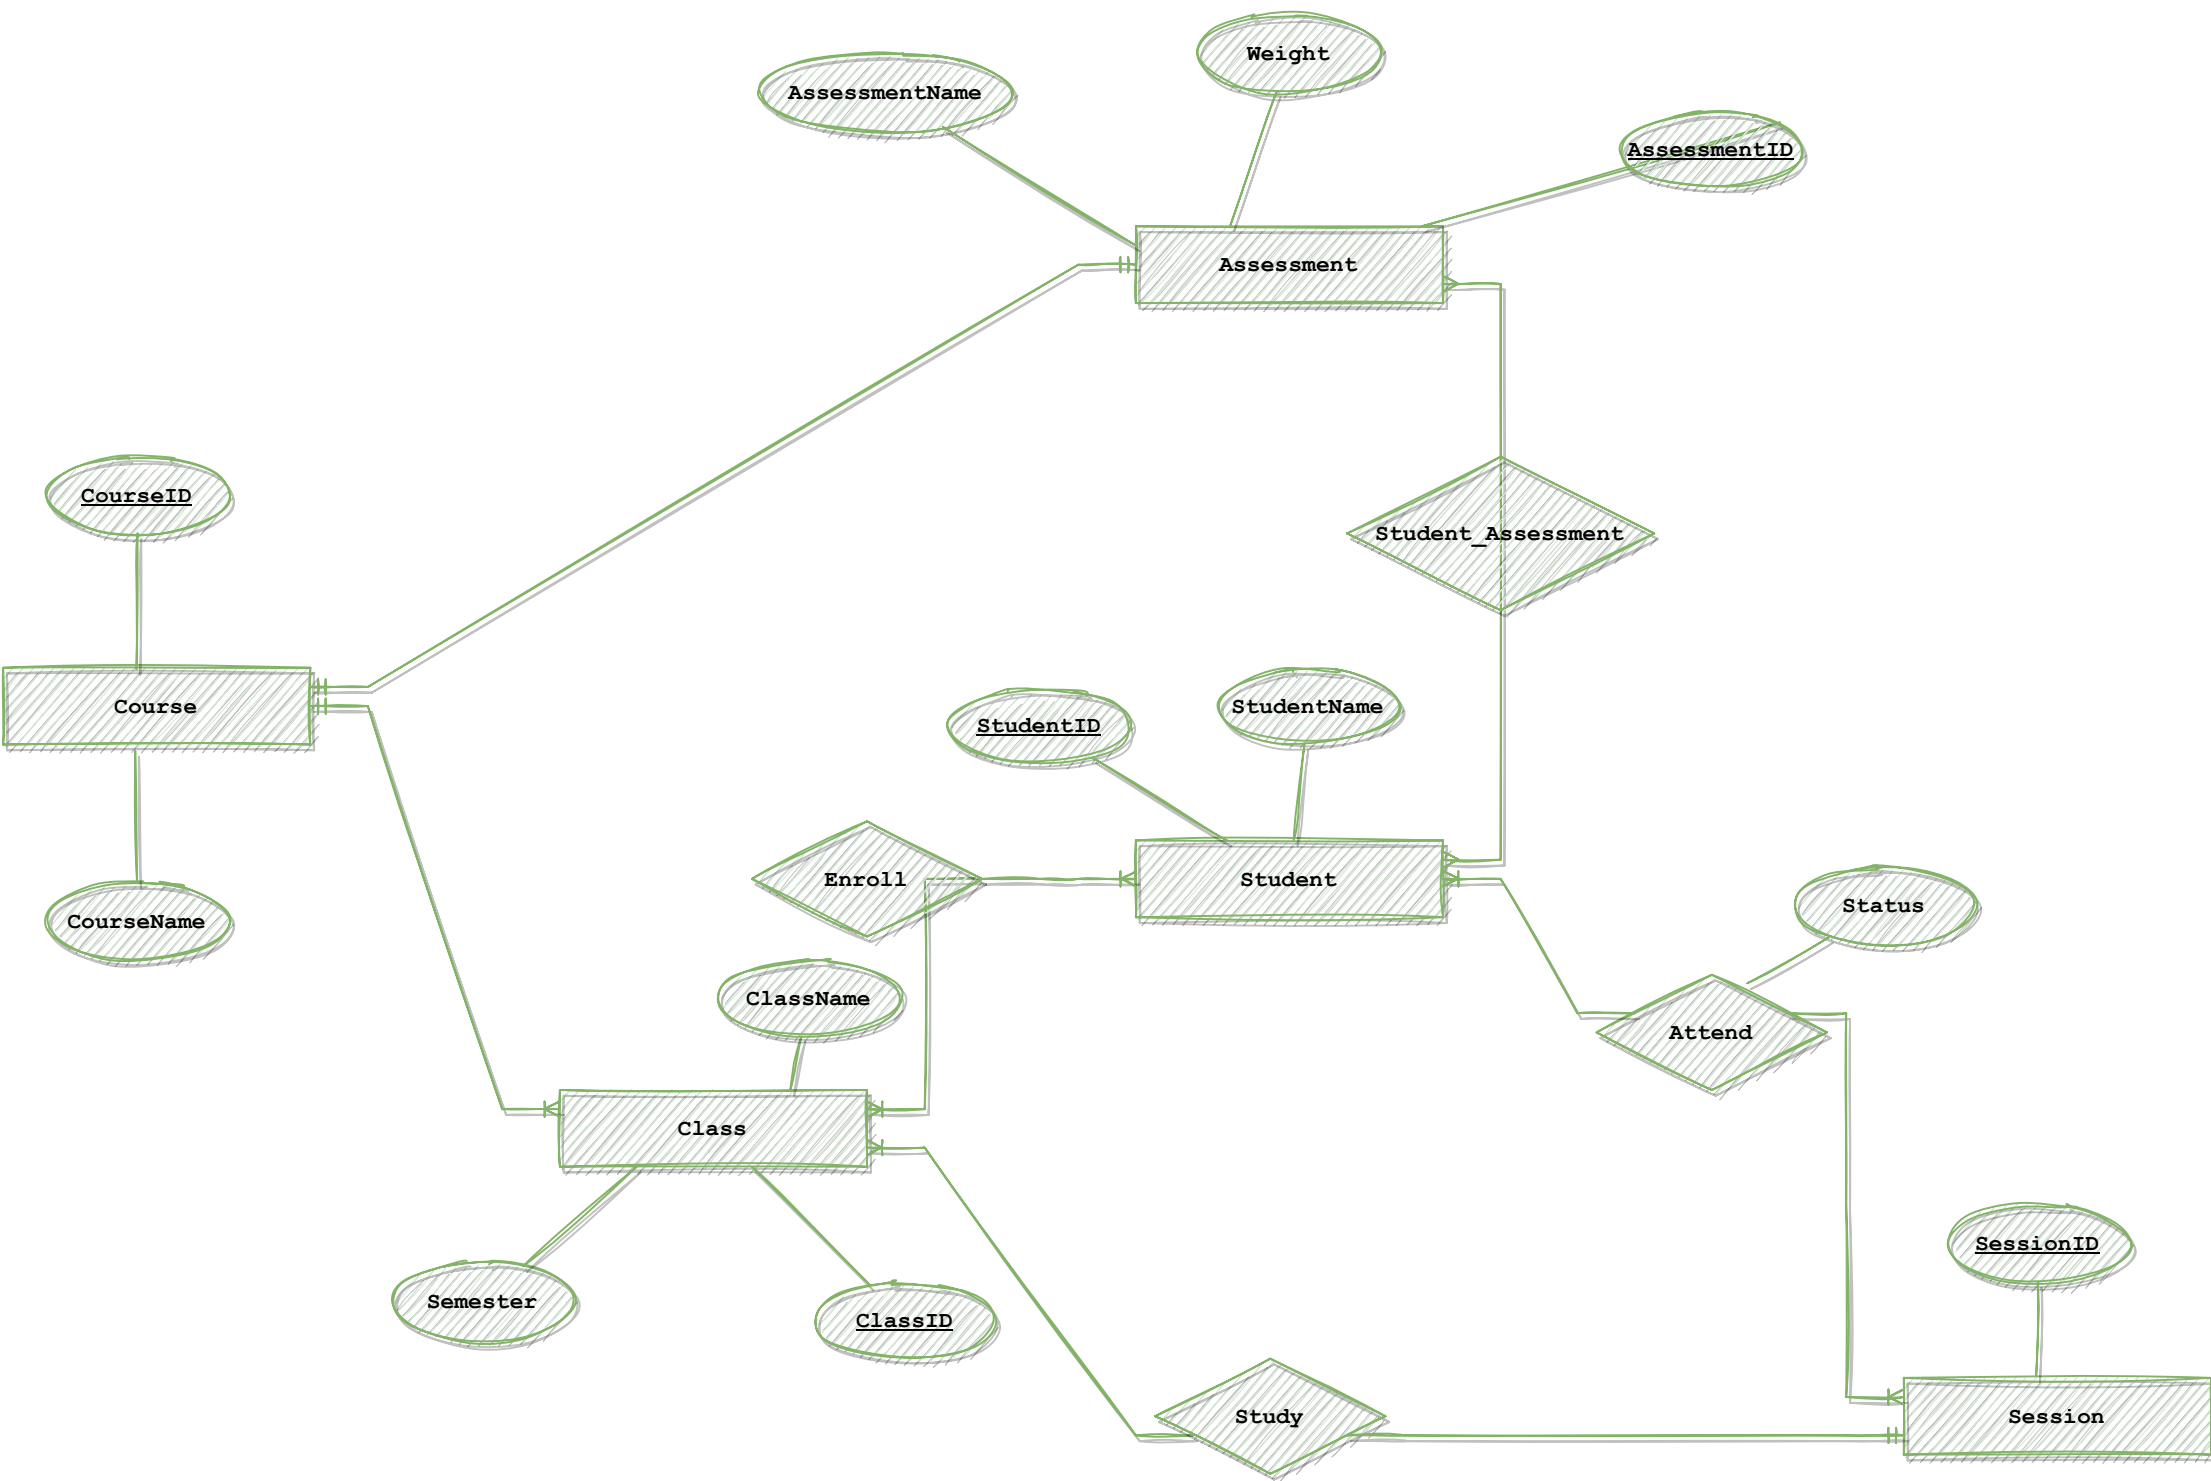 Weight
AssessmentName
AssessmentID
Assessment
CourseID
Student_Assessment
Course
StudentName
StudentID
Enroll
Student
Status
CourseName
ClassName
Attend
Class
SessionID
Semester
ClassID
Study
Session